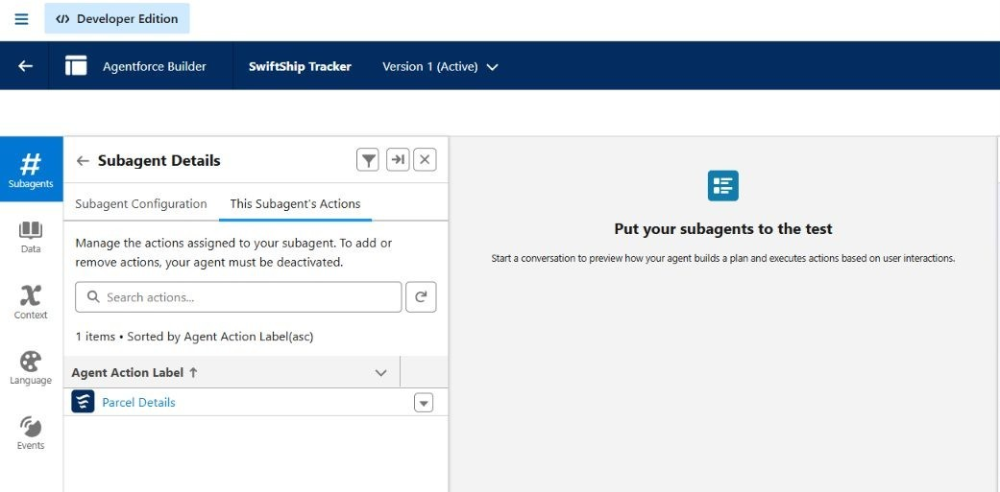 </> Developer Edition
Agentforce Builder
SwiftShip Tracker
Version 1 (Active)
Subagents
Data
Context
Language
Events
Subagent Details
Subagent Configuration
This Subagent's Actions
Manage the actions assigned to your subagent. To add or
remove actions, your agent must be deactivated.
Search actions...
1 items • Sorted by Agent Action Label(asc)
Agent Action Label ↑
Parcel Details
Put your subagents to the test
Start a conversation to preview how your agent builds a plan and executes actions based on user interactions.